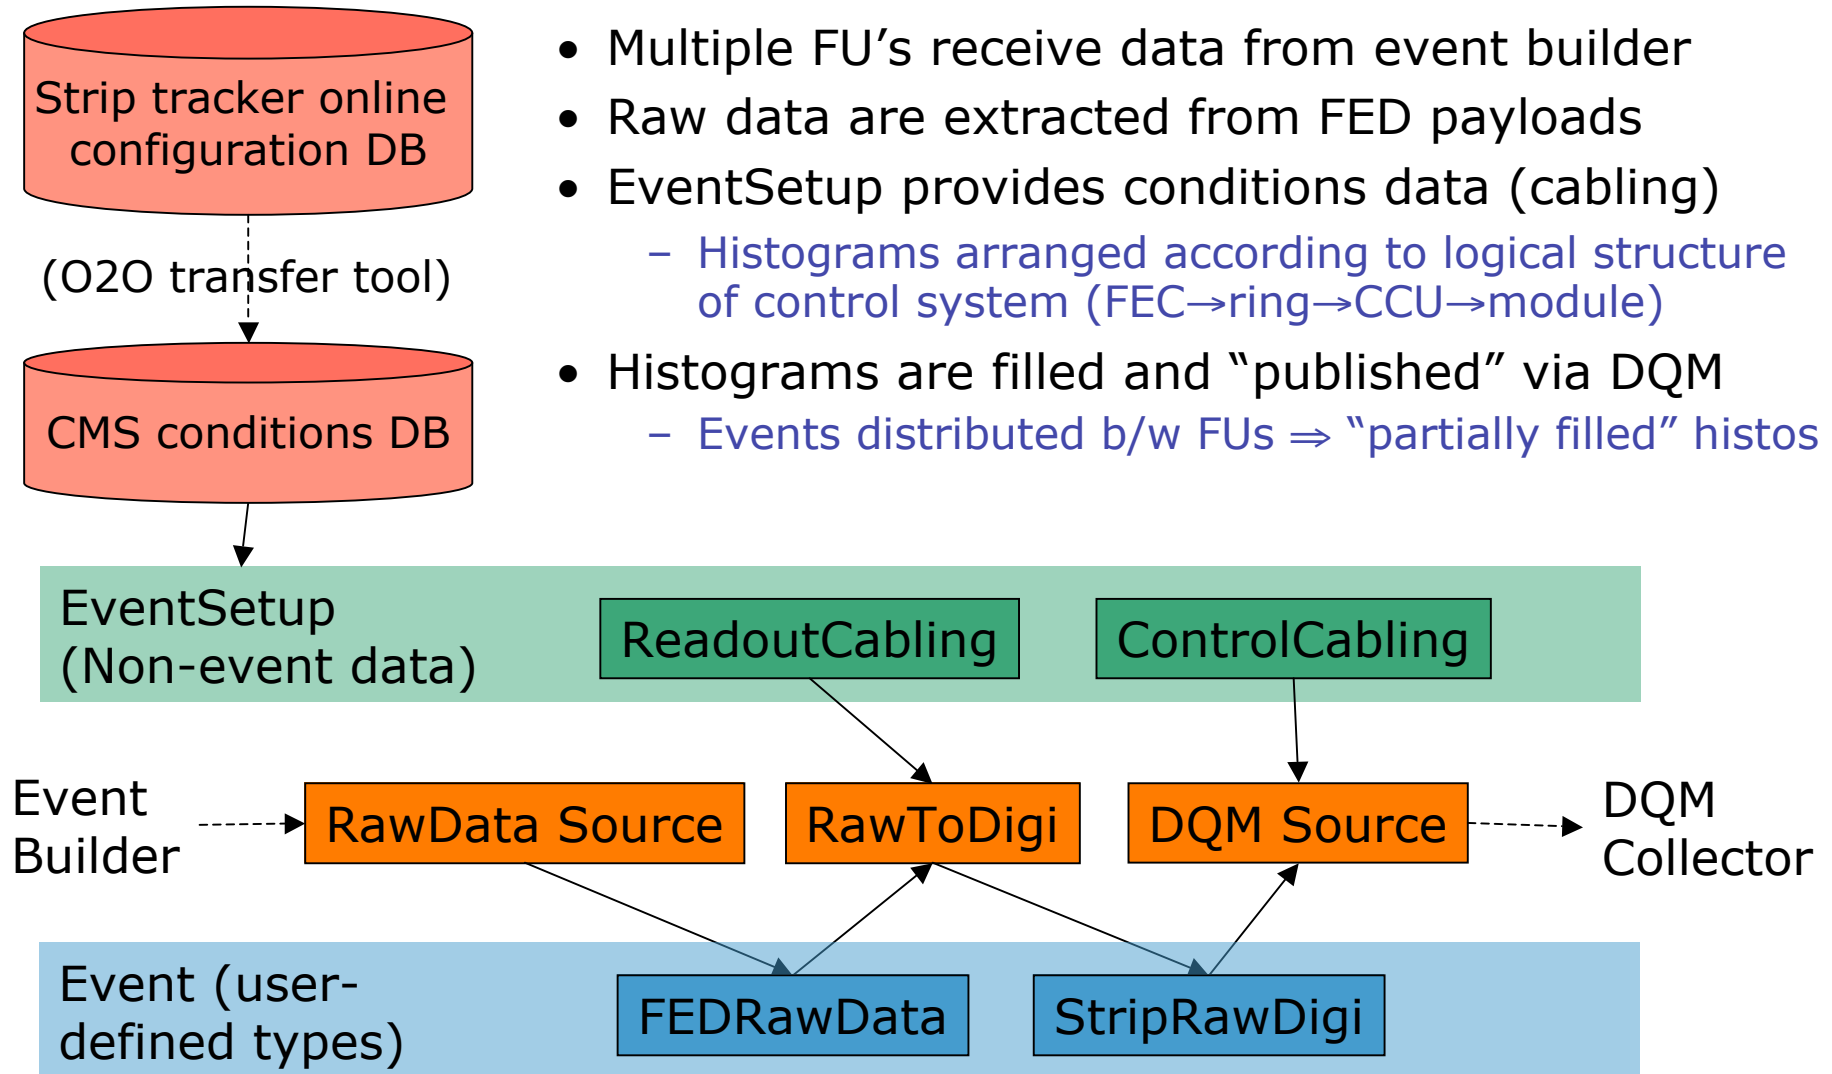 Strip tracker online
configuration DB
(O2O transfer tool)
CMS conditions DB
• Multiple FU’s receive data from event builder
• Raw data are extracted from FED payloads
• EventSetup provides conditions data (cabling)
– Histograms arranged according to logical structure
of control system (FEC→ring→CCU→module)
• Histograms are filled and “published” via DQM
– Events distributed b/w FUs ⇒ “partially filled” histos
EventSetup
(Non-event data)
ReadoutCabling
ControlCabling
Event
Builder
RawData Source
RawToDigi
DQM Source
DQM
Collector
Event (user-
defined types)
FEDRawData
StripRawDigi